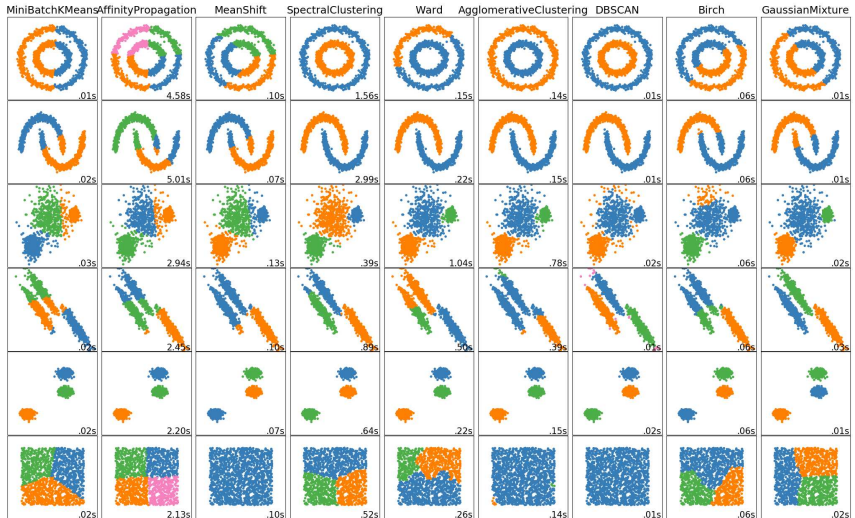 MiniBatchKMeans AffinityPropagation MeanShift SpectralClustering Ward AgglomerativeClustering DBSCAN Birch GaussianMixture
.01s 4.58s .10s 1.56s .15s .14s .01s .06s .01s
.02s 5.01s .07s 2.99s .22s .15s .01s .06s .01s
.03s 2.94s .13s .39s 1.04s .78s .02s .06s .02s
.02s 2.45s .10s .89s .50s .39s .01s .06s .03s
.02s 2.20s .07s .64s .22s .15s .02s .06s .01s
.02s 2.13s .10s .52s .26s .14s .01s .06s .02s